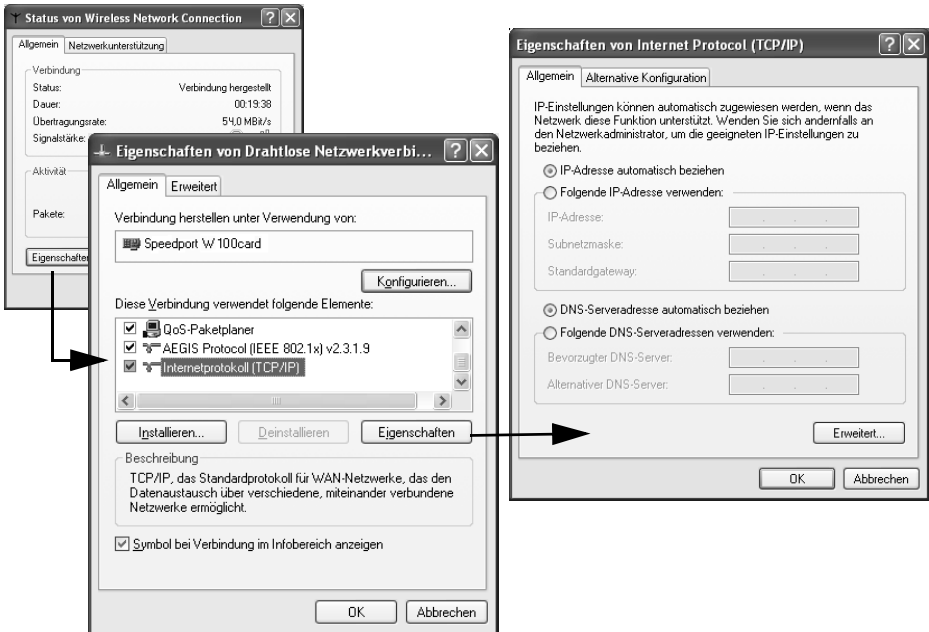 Status von Wireless Network Connection
Allgemein Netzwerkunterstützung
Verbindung
Status: Verbindung hergestellt
Dauer: 00:19:38
Übertragungsrate: 54,0 MBit/s
Signalstärke:
Aktivität
Pakete:
Eigenschaften
Eigenschaften von Drahtlose Netzwerkverbi...
Allgemein Erweitert
Verbindung herstellen unter Verwendung von:
Speedport W 100card
Konfigurieren...
Diese Verbindung verwendet folgende Elemente:
QoS-Paketplaner
AEGIS Protocol (IEEE 802.1x) v2.3.1.9
Internetprotokoll (TCP/IP)
Installieren... Deinstallieren Eigenschaften
Beschreibung
TCP/IP, das Standardprotokoll für WAN-Netzwerke, das den
Datenaustausch über verschiedene, miteinander verbundene
Netzwerke ermöglicht.
Symbol bei Verbindung im Infobereich anzeigen
OK Abbrechen
Eigenschaften von Internet Protocol (TCP/IP)
Allgemein Alternative Konfiguration
IP-Einstellungen können automatisch zugewiesen werden, wenn das
Netzwerk diese Funktion unterstützt. Wenden Sie sich andernfalls an
den Netzwerkadministrator, um die geeigneten IP-Einstellungen zu
beziehen.
IP-Adresse automatisch beziehen
Folgende IP-Adresse verwenden:
IP-Adresse:
Subnetzmaske:
Standardgateway:
DNS-Serveradresse automatisch beziehen
Folgende DNS-Serveradressen verwenden:
Bevorzugter DNS-Server:
Alternativer DNS-Server:
Erweitert...
OK Abbrechen